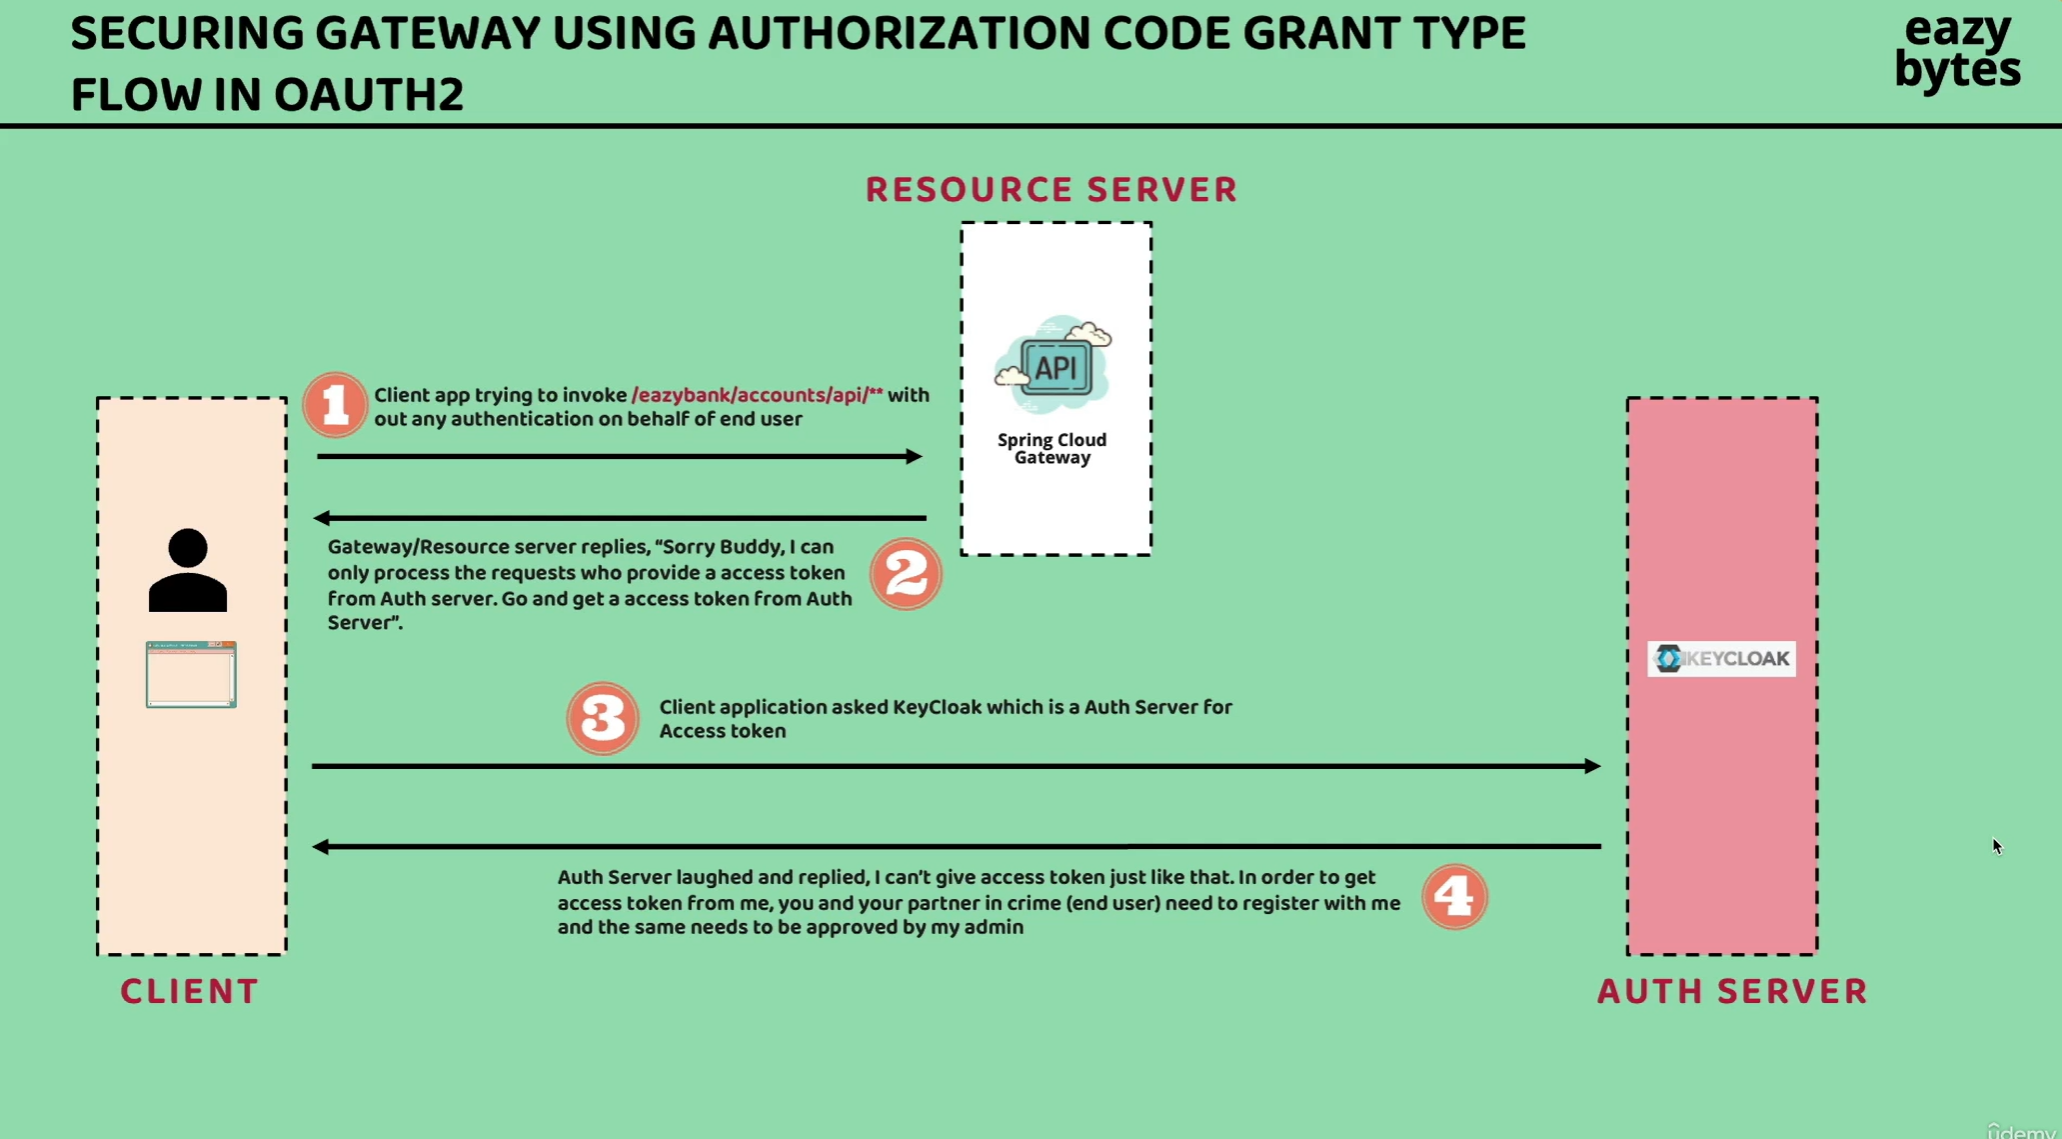 SECURING GATEWAY USING AUTHORIZATION CODE GRANT TYPE
FLOW IN OAUTH2
eazy
bytes
RESOURCE SERVER
API
Spring Cloud
Gateway
1
Client app trying to invoke /eazybank/accounts/api/** with
out any authentication on behalf of end user
Gateway/Resource server replies, “Sorry Buddy, I can
only process the requests who provide a access token
from Auth server. Go and get a access token from Auth
Server”.
2
3
Client application asked KeyCloak which is a Auth Server for
Access token
KEYCLOAK
Auth Server laughed and replied, I can’t give access token just like that. In order to get
access token from me, you and your partner in crime (end user) need to register with me
and the same needs to be approved by my admin
4
CLIENT
AUTH SERVER
ûdemy